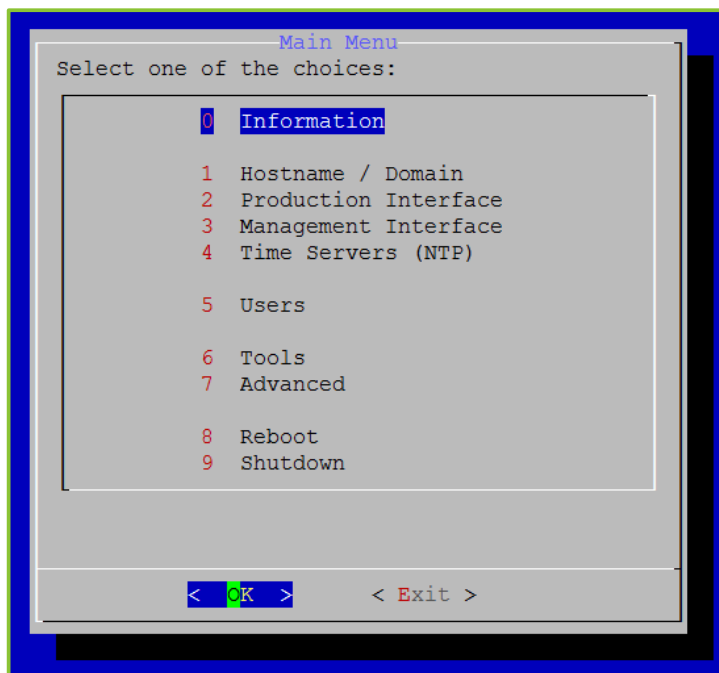 Main Menu
Select one of the choices:
0 Information
1 Hostname / Domain
2 Production Interface
3 Management Interface
4 Time Servers (NTP)
5 Users
6 Tools
7 Advanced
8 Reboot
9 Shutdown
< OK > < Exit >